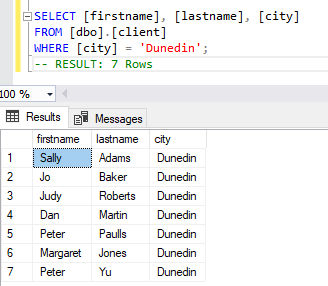 SELECT [firstname], [lastname], [city]
FROM [dbo].[client]
WHERE [city] = 'Dunedin';
-- RESULT: 7 Rows
100 %
Results Messages
firstname lastname city
1 Sally Adams Dunedin
2 Jo Baker Dunedin
3 Judy Roberts Dunedin
4 Dan Martin Dunedin
5 Peter Paulls Dunedin
6 Margaret Jones Dunedin
7 Peter Yu Dunedin